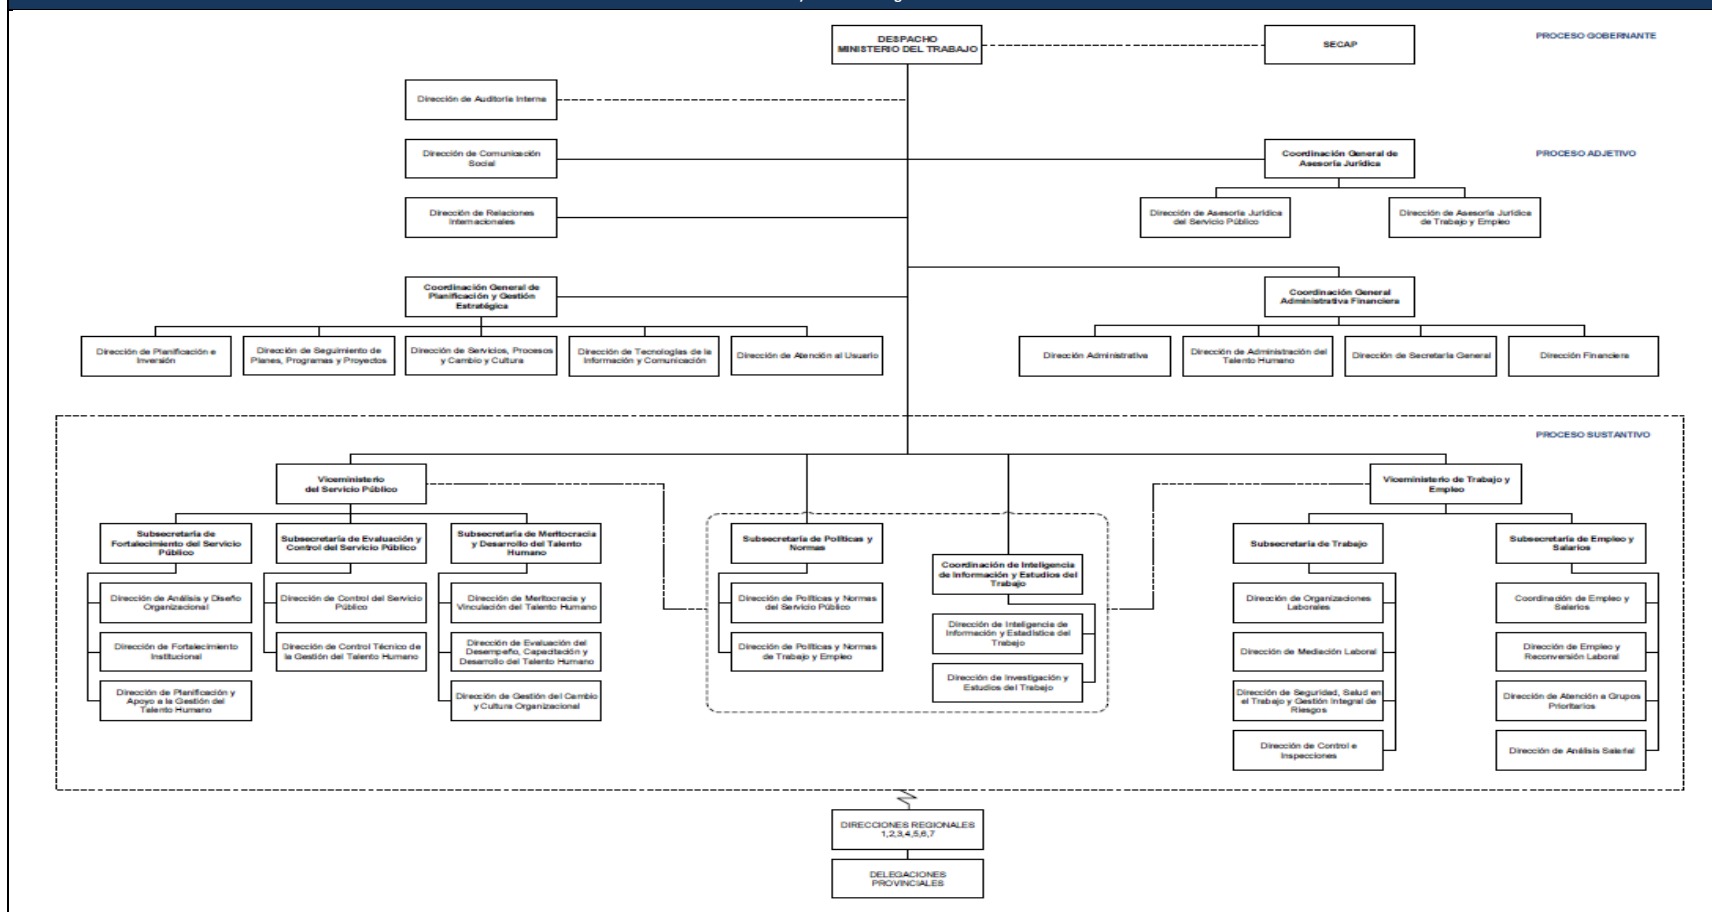 DESPACHO
MINISTERIO DEL TRABAJO
SECAP
PROCESO GOBERNANTE
Dirección de Auditoría Interna
Dirección de Comunicación
Social
Coordinación General de
Asesoría Jurídica
PROCESO ADJETIVO
Dirección de Relaciones
Internacionales
Dirección de Asesoría Jurídica
del Servicio Público
Dirección de Asesoría Jurídica
de Trabajo y Empleo
Coordinación General de
Planificación y Gestión
Estratégica
Coordinación General
Administrativa Financiera
Dirección de Planificación e
Inversión
Dirección de Seguimiento de
Planes, Programas y Proyectos
Dirección de Servicios, Procesos
y Cambio y Cultura
Dirección de Tecnologías de la
Información y Comunicación
Dirección de Atención al Usuario
Dirección Administrativa
Dirección de Administración del
Talento Humano
Dirección de Secretaría General
Dirección Financiera
PROCESO SUSTANTIVO
Viceministerio
del Servicio Público
Viceministerio de Trabajo y
Empleo
Subsecretaría de
Fortalecimiento del Servicio
Público
Subsecretaría de Evaluación y
Control del Servicio Público
Subsecretaría de Meritocracia
y Desarrollo del Talento
Humano
Subsecretaría de Políticas y
Normas
Coordinación de Inteligencia
de Información y Estudios del
Trabajo
Subsecretaría de Trabajo
Subsecretaría de Empleo y
Salarios
Dirección de Análisis y Diseño
Organizacional
Dirección de Control del Servicio
Público
Dirección de Meritocracia y
Vinculación del Talento Humano
Dirección de Políticas y Normas
del Servicio Público
Dirección de Inteligencia de
Información y Estadística del
Trabajo
Dirección de Organizaciones
Laborales
Coordinación de Empleo y
Salarios
Dirección de Fortalecimiento
Institucional
Dirección de Control Técnico de
la Gestión del Talento Humano
Dirección de Evaluación del
Desempeño, Capacitación y
Desarrollo del Talento Humano
Dirección de Políticas y Normas
de Trabajo y Empleo
Dirección de Investigación y
Estudios del Trabajo
Dirección de Mediación Laboral
Dirección de Empleo y
Reconversión Laboral
Dirección de Planificación y
Apoyo a la Gestión del
Talento Humano
Dirección de Gestión del Cambio
y Cultura Organizacional
Dirección de Seguridad, Salud en
el Trabajo y Gestión Integral de
Riesgos
Dirección de Atención a Grupos
Prioritarios
Dirección de Control e
Inspecciones
Dirección de Análisis Salarial
DIRECCIONES REGIONALES
1,2,3,4,5,6,7
DELEGACIONES
PROVINCIALES